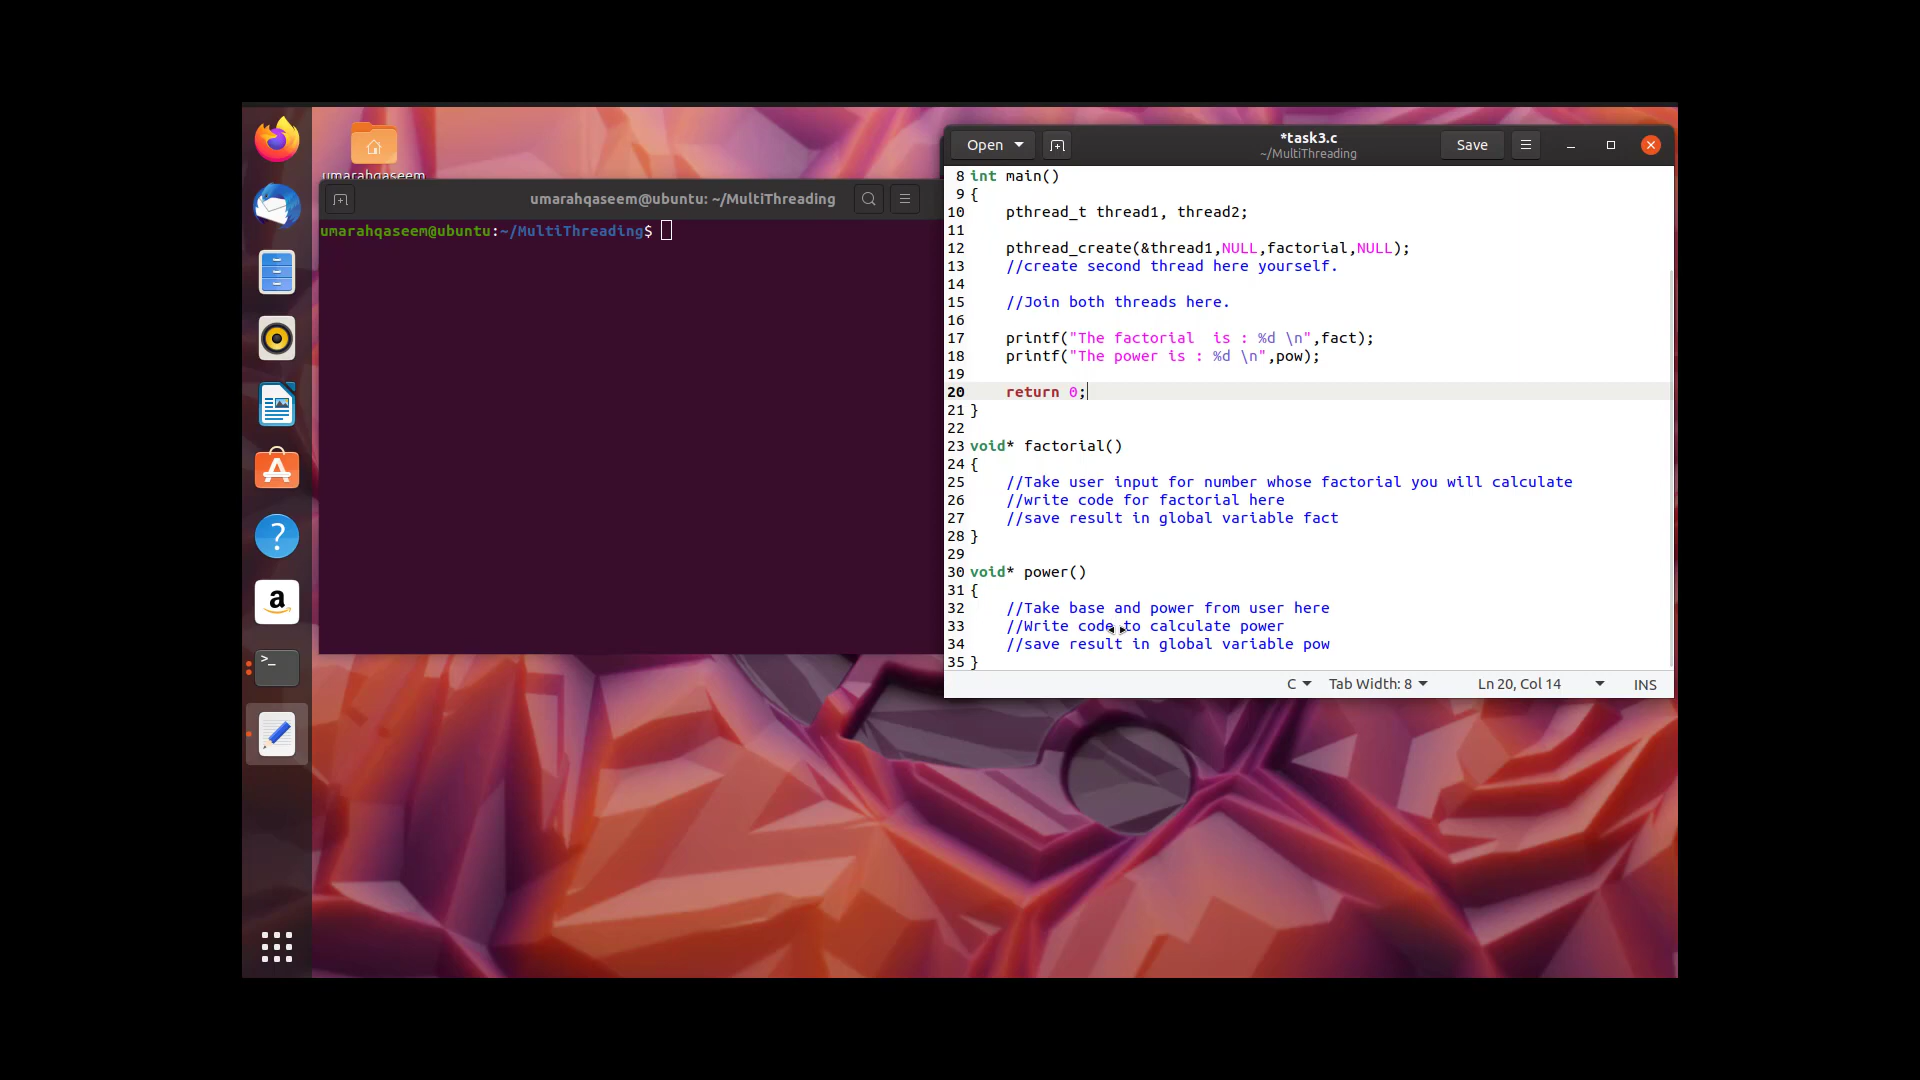 umarahqaseem
umarahqaseem@ubuntu: ~/MultiThreading
umarahqaseem@ubuntu:~/MultiThreading$
Open
*task3.c
~/MultiThreading
Save
8 int main()
9 {
10     pthread_t thread1, thread2;
11
12     pthread_create(&thread1,NULL,factorial,NULL);
13     //create second thread here yourself.
14
15     //Join both threads here.
16
17     printf("The factorial  is : %d \n",fact);
18     printf("The power is : %d \n",pow);
19
20     return 0;
21 }
22
23 void* factorial()
24 {
25     //Take user input for number whose factorial you will calculate
26     //write code for factorial here
27     //save result in global variable fact
28 }
29
30 void* power()
31 {
32     //Take base and power from user here
33     //Write code to calculate power
34     //save result in global variable pow
35 }
C
Tab Width: 8
Ln 20, Col 14
INS